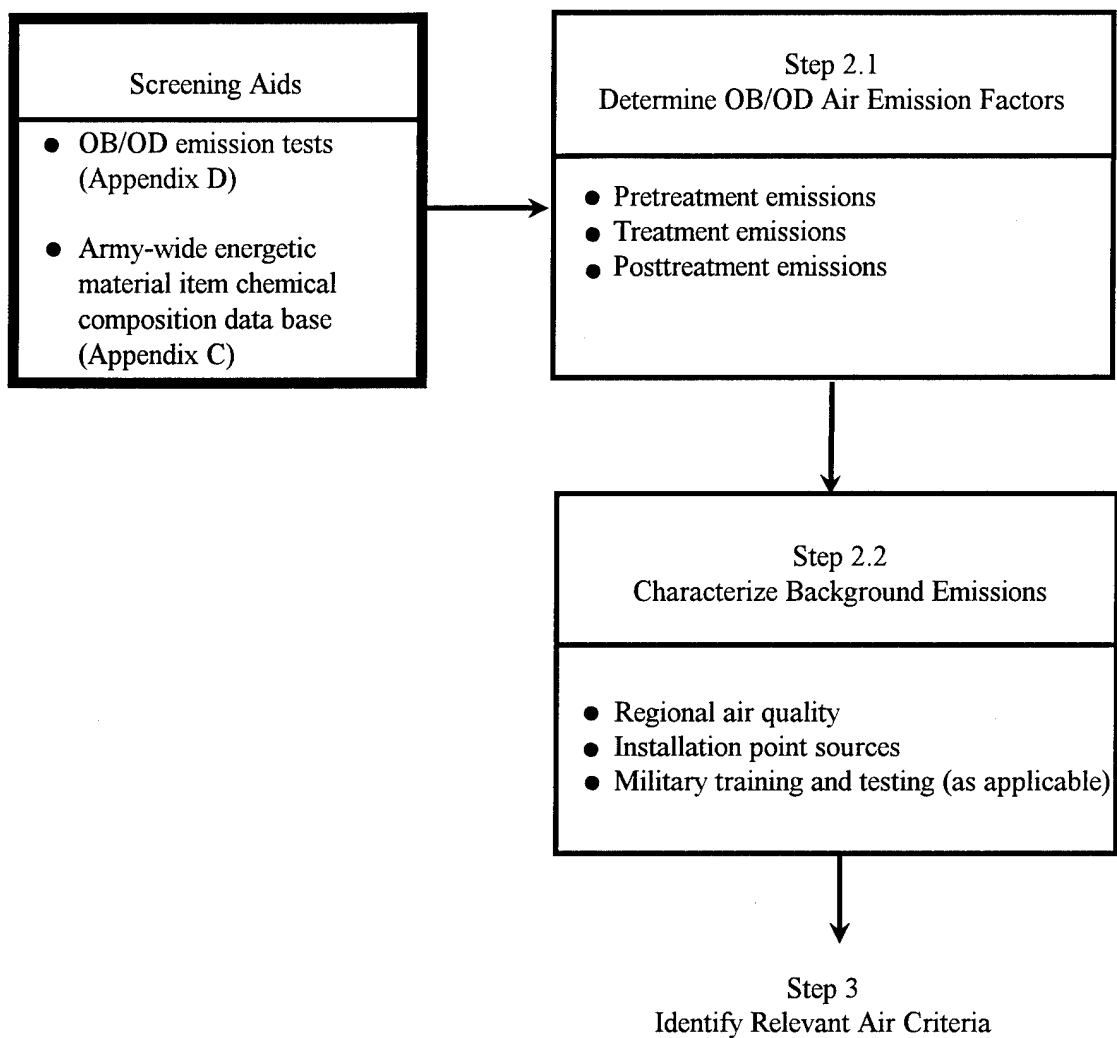 Screening Aids
● OB/OD emission tests
(Appendix D)
● Army-wide energetic
material item chemical
composition data base
(Appendix C)
Step 2.1
Determine OB/OD Air Emission Factors
● Pretreatment emissions
● Treatment emissions
● Posttreatment emissions
Step 2.2
Characterize Background Emissions
● Regional air quality
● Installation point sources
● Military training and testing (as applicable)
Step 3
Identify Relevant Air Criteria